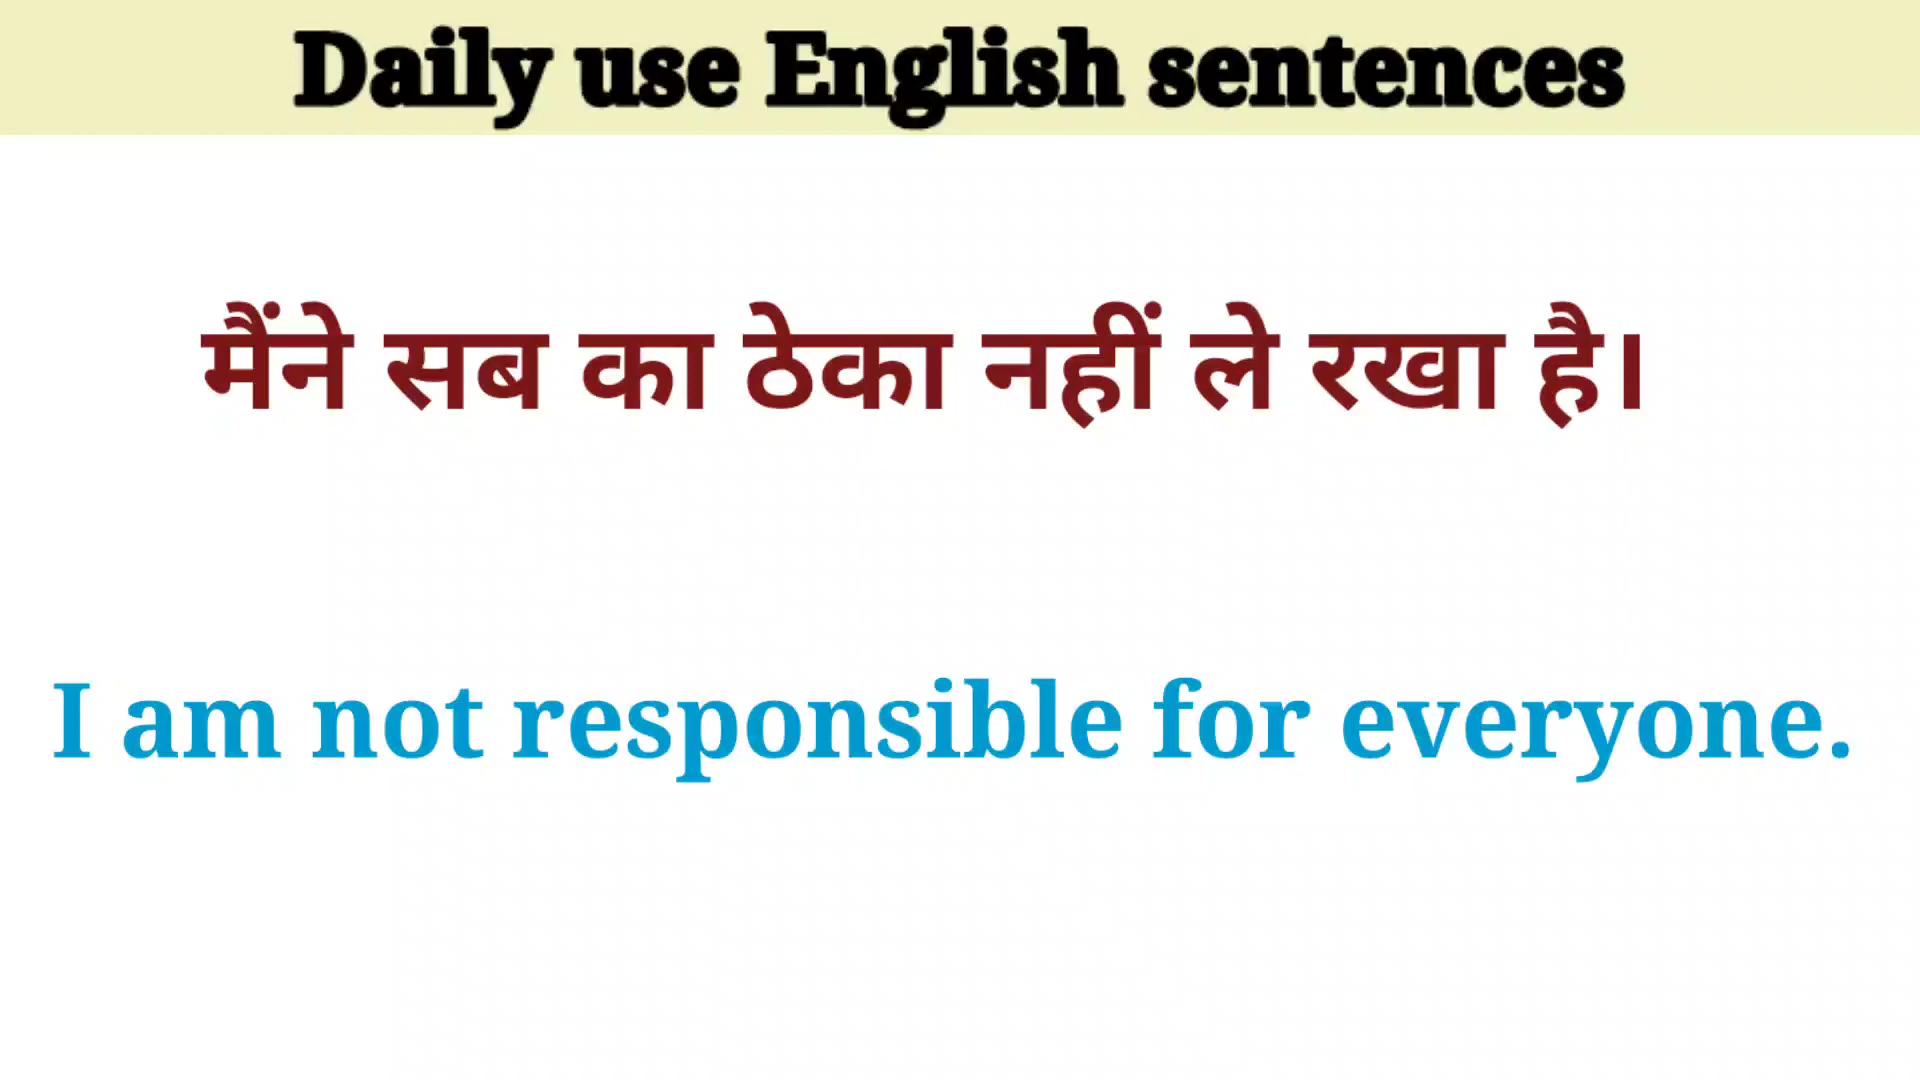 Daily use English sentences
मैंने सब का ठेका नहीं ले रखा है।
I am not responsible for everyone.